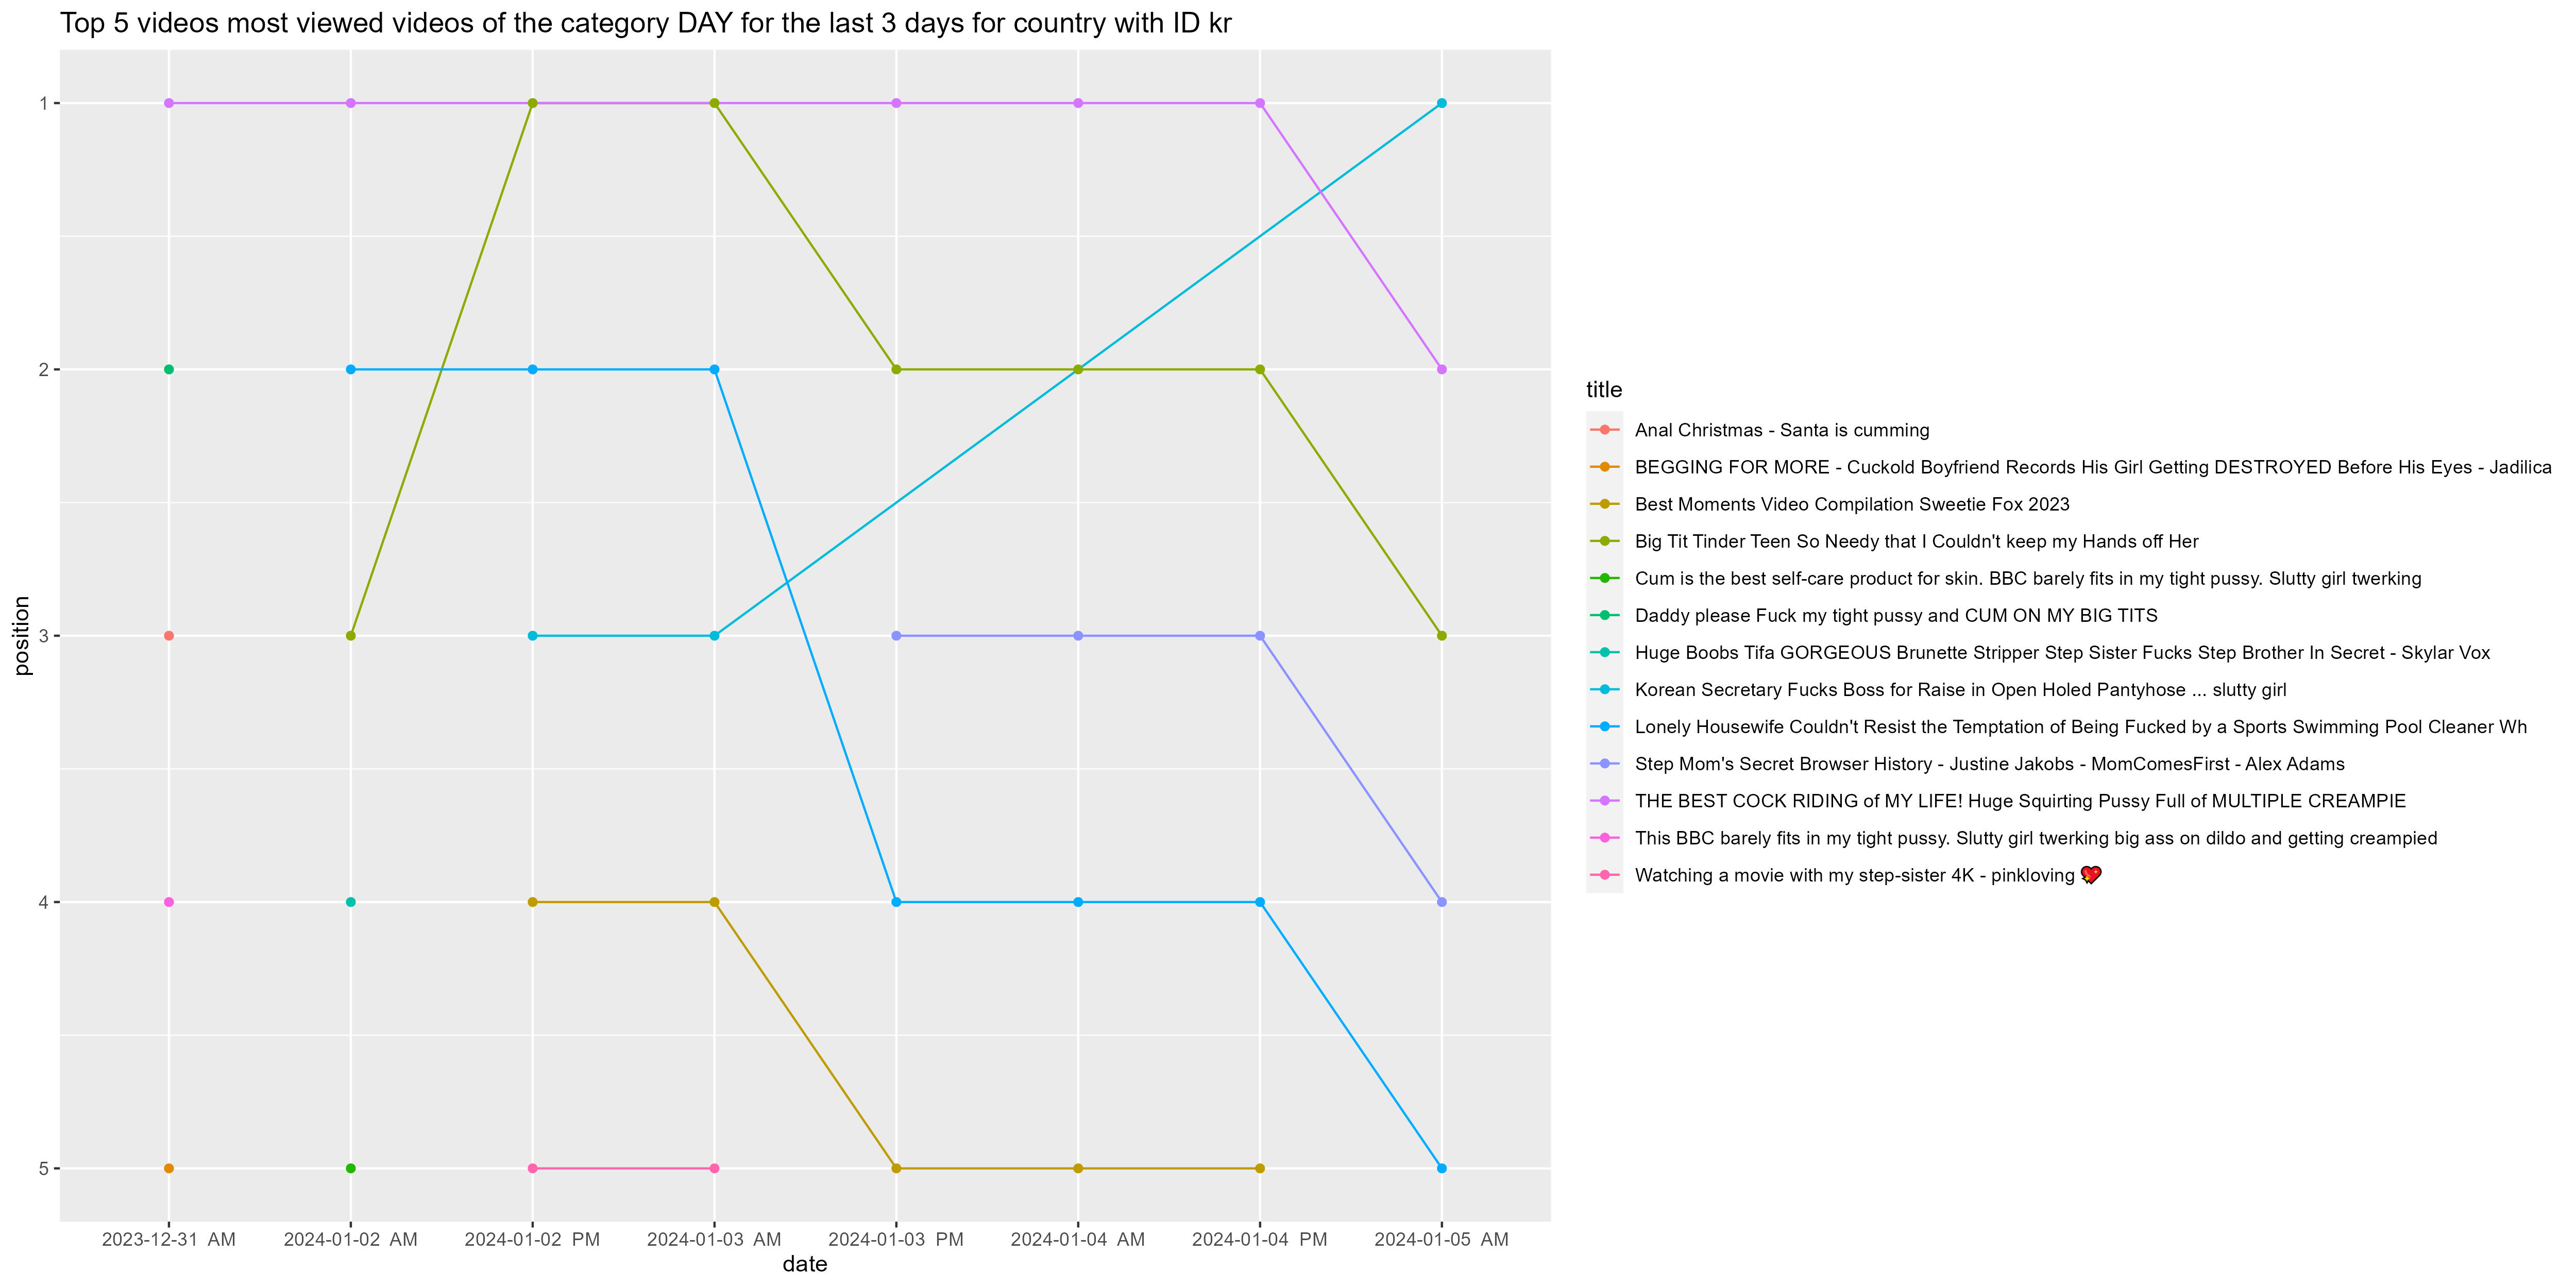 Top 5 videos most viewed videos of the category DAY for the last 3 days for country with ID kr
position
1
2
3
4
5
2023-12-31 AM
2024-01-02 AM
2024-01-02 PM
2024-01-03 AM
2024-01-03 PM
2024-01-04 AM
2024-01-04 PM
2024-01-05 AM
date
title
Anal Christmas - Santa is cumming
BEGGING FOR MORE - Cuckold Boyfriend Records His Girl Getting DESTROYED Before His Eyes - Jadilica
Best Moments Video Compilation Sweetie Fox 2023
Big Tit Tinder Teen So Needy that I Couldn't keep my Hands off Her
Cum is the best self-care product for skin. BBC barely fits in my tight pussy. Slutty girl twerking
Daddy please Fuck my tight pussy and CUM ON MY BIG TITS
Huge Boobs Tifa GORGEOUS Brunette Stripper Step Sister Fucks Step Brother In Secret - Skylar Vox
Korean Secretary Fucks Boss for Raise in Open Holed Pantyhose ... slutty girl
Lonely Housewife Couldn't Resist the Temptation of Being Fucked by a Sports Swimming Pool Cleaner Wh
Step Mom's Secret Browser History - Justine Jakobs - MomComesFirst - Alex Adams
THE BEST COCK RIDING of MY LIFE! Huge Squirting Pussy Full of MULTIPLE CREAMPIE
This BBC barely fits in my tight pussy. Slutty girl twerking big ass on dildo and getting creampied
Watching a movie with my step-sister 4K - pinkloving 💖